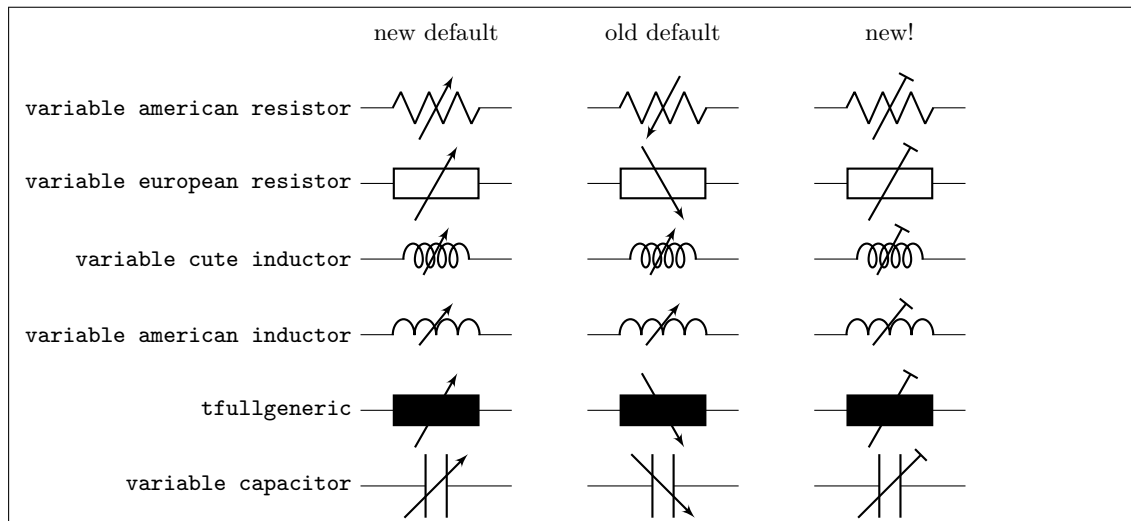 new default old default new!
variable american resistor
variable european resistor
variable cute inductor
variable american inductor
tfullgeneric
variable capacitor